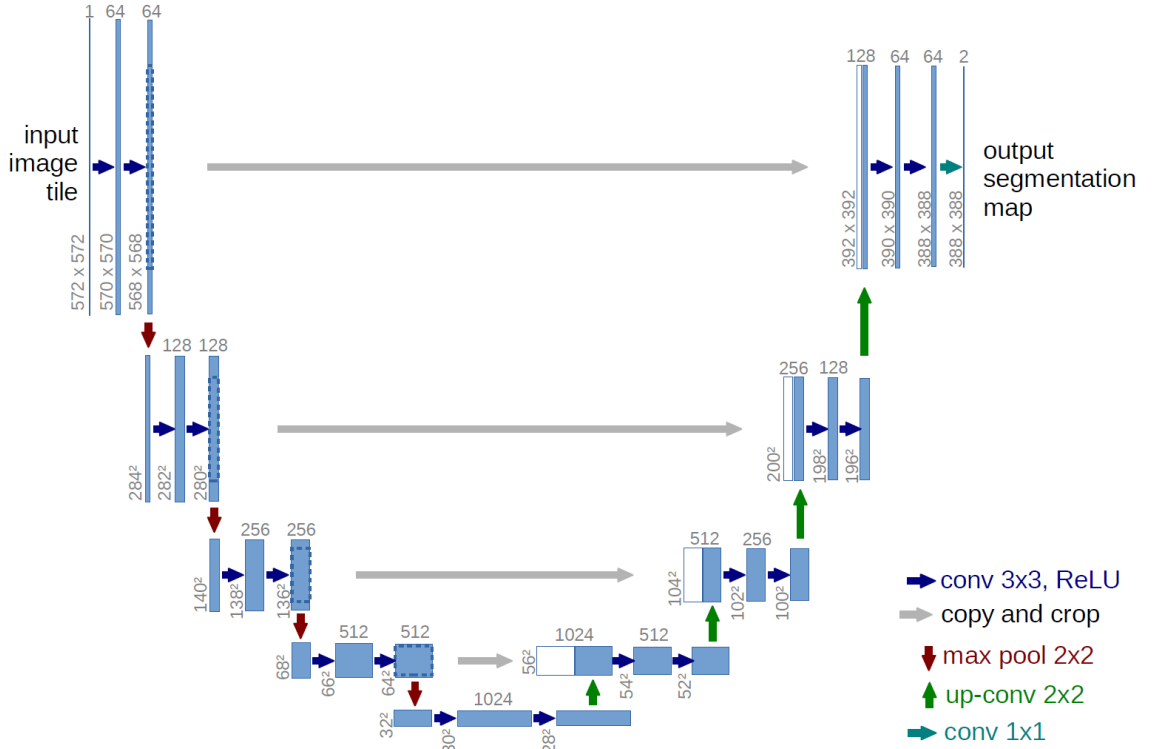 1 64 64
128 64 64 2
input
image
tile
output
segmentation
map
572 x 572
570 x 570
568 x 568
392 x 392
390 x 390
388 x 388
388 x 388
128 128
256 128
284²
282²
280²
200²
198²
196²
256 256
512 256
140²
138²
136²
104²
102²
100²
512 512
1024 512
68²
66²
64²
56²
54²
52²
1024
32²
30²
28²
conv 3x3, ReLU
copy and crop
max pool 2x2
up-conv 2x2
conv 1x1